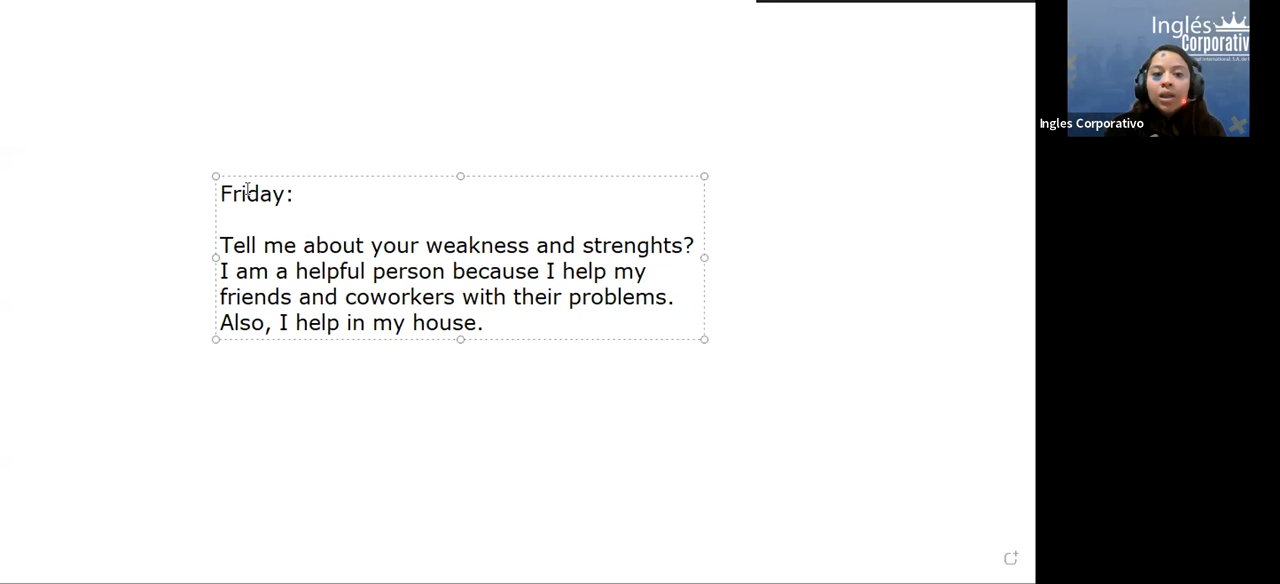 Friday:
Tell me about your weakness and strenghts?
I am a helpful person because I help my
friends and coworkers with their problems.
Also, I help in my house.
Inglés
Corporativ
Ingles Corporativo